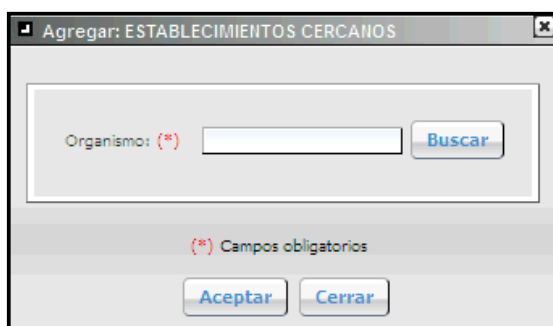 Agregar: ESTABLECIMIENTOS CERCANOS
Organismo: (*) Buscar
(*) Campos obligatorios
Aceptar Cerrar